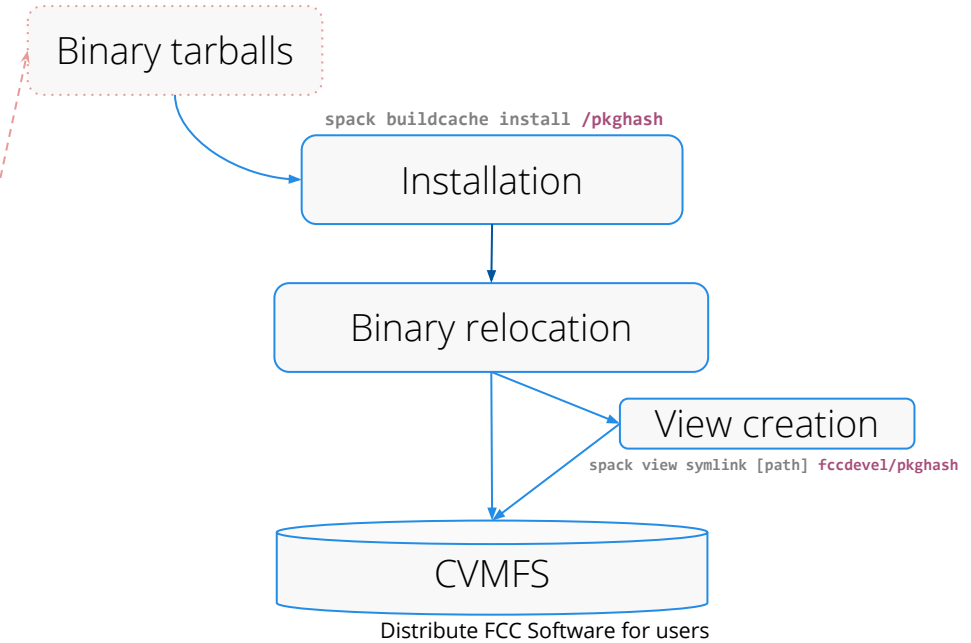 Binary tarballs
spack buildcache install /pkghash
Installation
Binary relocation
View creation
spack view symlink [path] fccdevel/pkghash
CVMFS
Distribute FCC Software for users